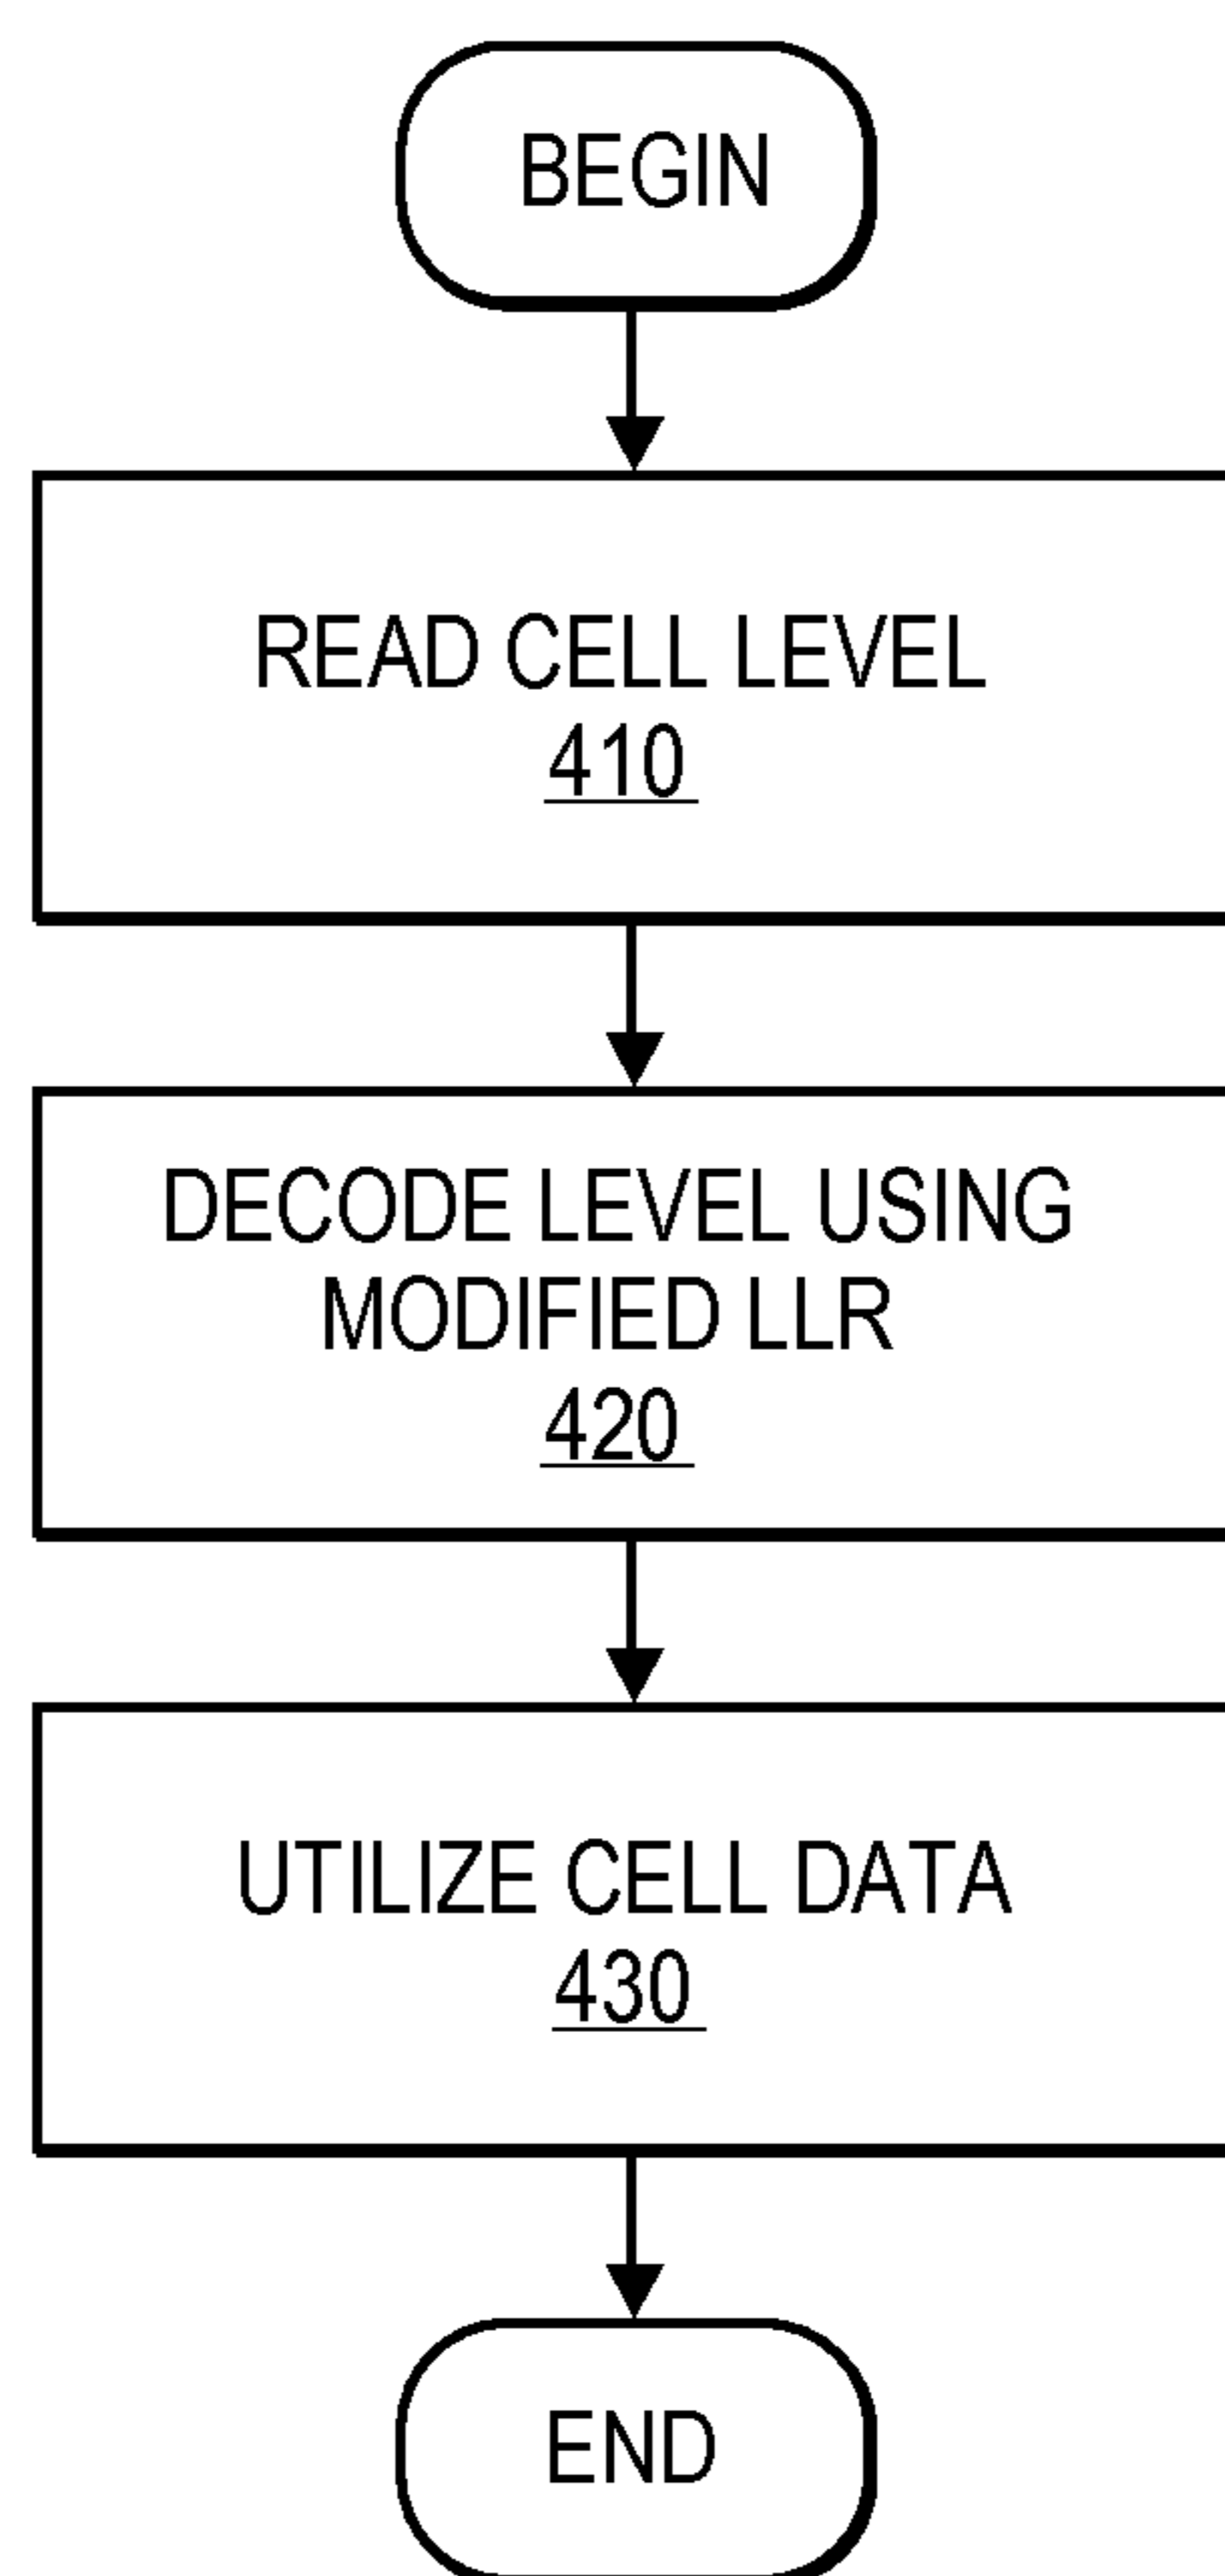 BEGIN
READ CELL LEVEL
410
DECODE LEVEL USING
MODIFIED LLR
420
UTILIZE CELL DATA
430
END